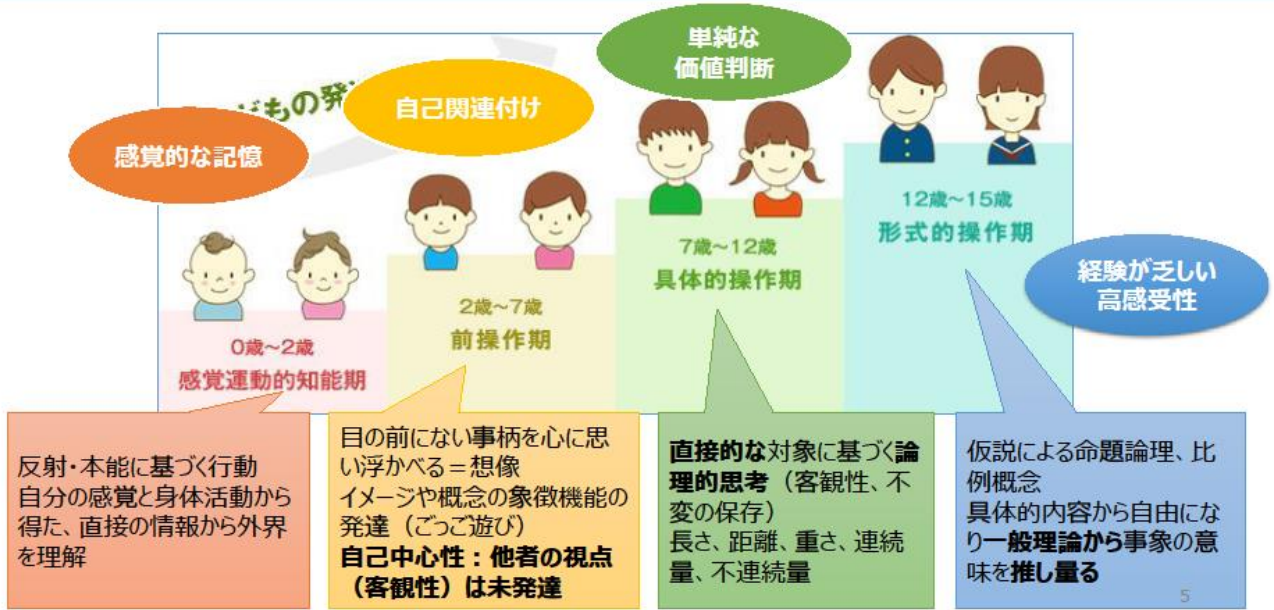 どもの発
感覚的な記憶
自己関連付け
単純な
価値判断
経験が乏しい
高感受性
0歳～2歳
感覚運動的知能期
2歳～7歳
前操作期
7歳～12歳
具体的操作期
12歳～15歳
形式的操作期
反射・本能に基づく行動
自分の感覚と身体活動から
得た、直接の情報から外界
を理解
目の前にない事柄を心に思
い浮かべる＝想像
イメージや概念の象徴機能の
発達（ごっご遊び）
自己中心性：他者の視点
（客観性）は未発達
直接的な対象に基づく論
理的思考（客観性、不
変の保存）
長さ、距離、重さ、連続
量、不連続量
仮説による命題論理、比
例概念
具体的内容から自由にな
り一般理論から事象の意
味を推し量る
5